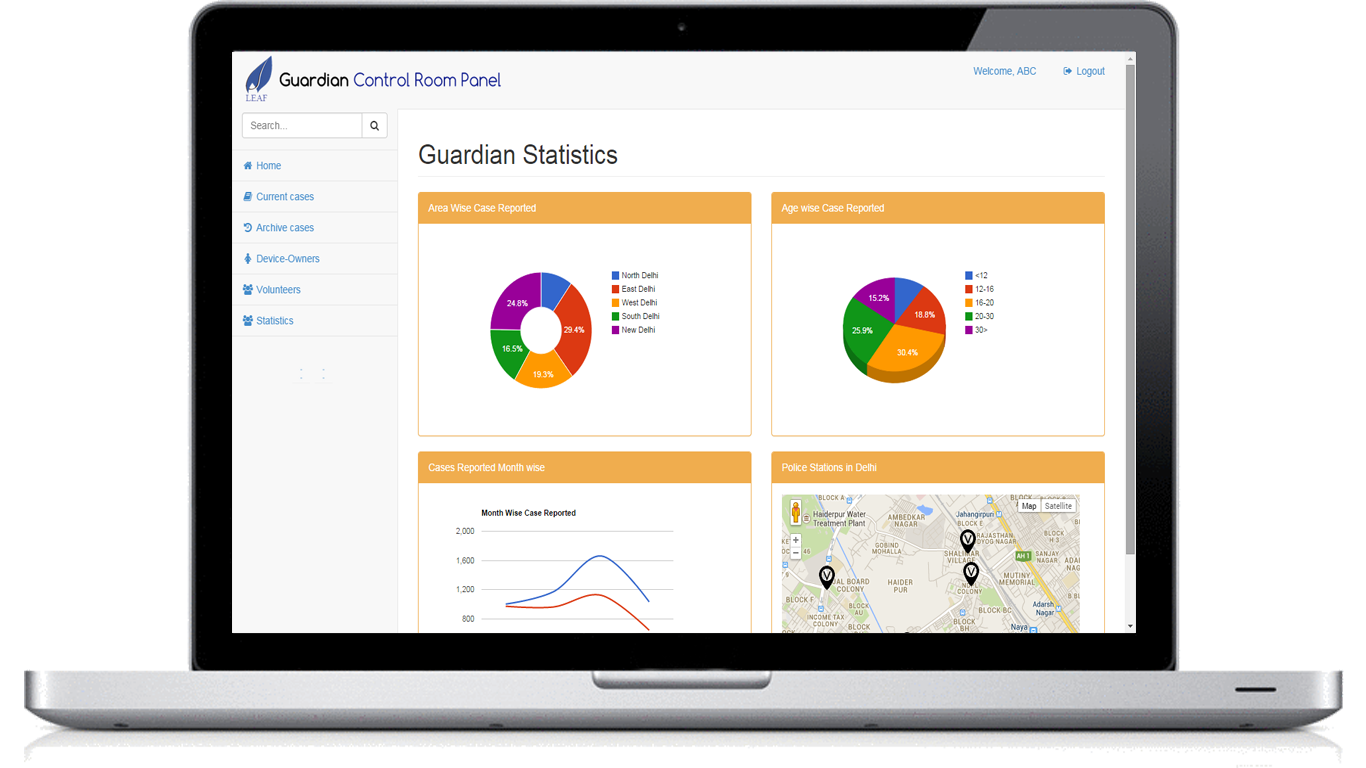 LEAF
Guardian Control Room Panel
Welcome, ABC
Logout
Search...
Home
Current cases
Archive cases
Device-Owners
Volunteers
Statistics
Guardian Statistics
Area Wise Case Reported
24.8%
29.4%
16.5%
19.3%
North Delhi
East Delhi
West Delhi
South Delhi
New Delhi
Age wise Case Reported
15.2%
18.8%
25.9%
30.4%
<12
12-16
16-20
20-30
30>
Cases Reported Month wise
Month Wise Case Reported
2,000
1,600
1,200
800
Police Stations in Delhi
BLOCK A
Haiderpur Water
Treatment Plant
AMBEDKAR
NAGAR
Jahangirpuri
BLOCK E
Map
Satellite
RAJASTHAN
BLOCK
H-3
GOBIND
MOHALLA
VILLAGE
AH 1
SANJAY
NAGAR
V
V
V
BOARD
COLONY
HAIDER
PUR
COLONY
MUTINY
MEMORIAL
BLOCK F
BLOCK
AU
BLOCK BC
Adarsh
Nagar
INCOME TAX
COLONY
BLOCK
BLOCK
BH
Naya